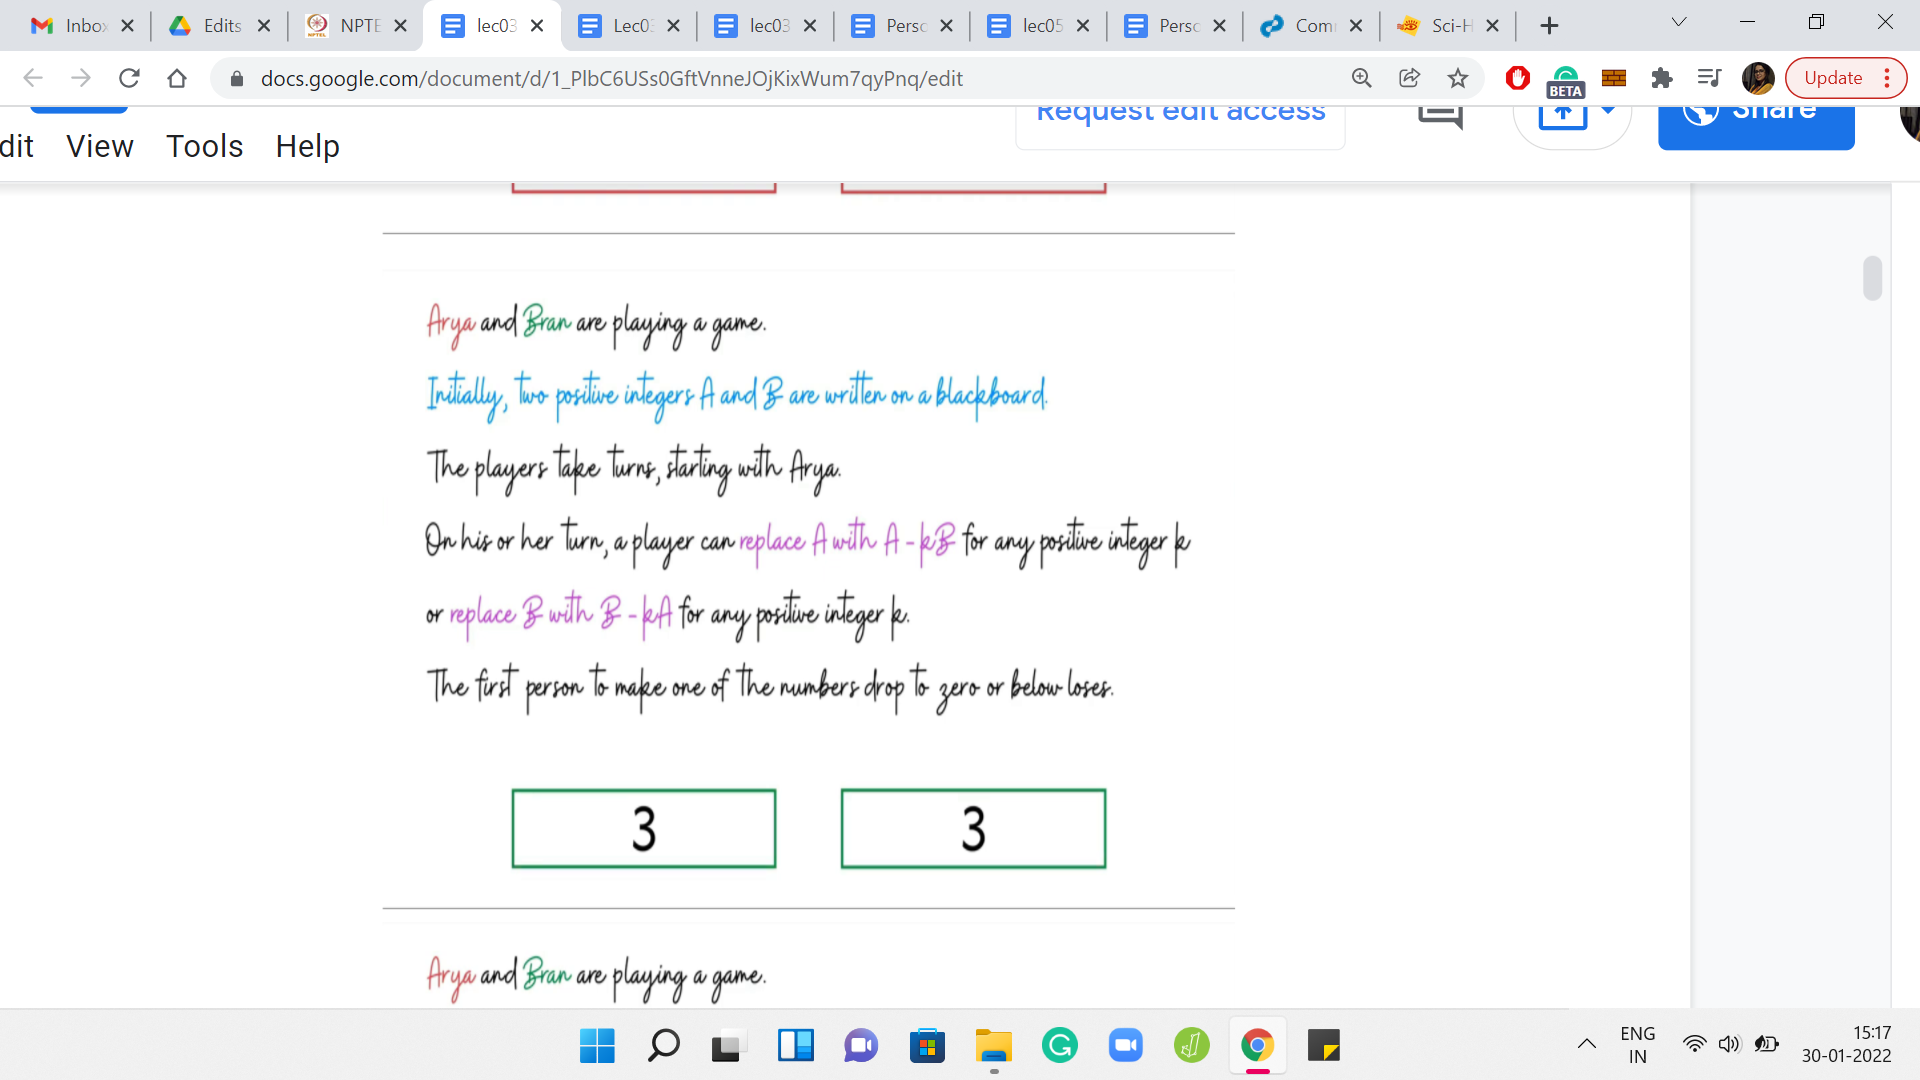 Inbo
Edits
NPTE
lec03
Lec03
lec03
Perso
lec05
Perso
Com
Sci-H
docs.google.com/document/d/1_PlbC6USs0GftVnneJOjKixWum7qyPnq/edit
BETA
Update
Request edit access
Share
dit View Tools Help
Arya and Bran are playing a game.
Initially, two positive integers A and B are written on a blackboard.
The players take turns, starting with Arya.
On his or her turn, a player can replace A with A - kB for any positive integer k
or replace B with B - kA for any positive integer k.
The first person to make one of the numbers drop to zero or below loses.
3 3
Arya and Bran are playing a game.
ENG
IN
15:17
30-01-2022